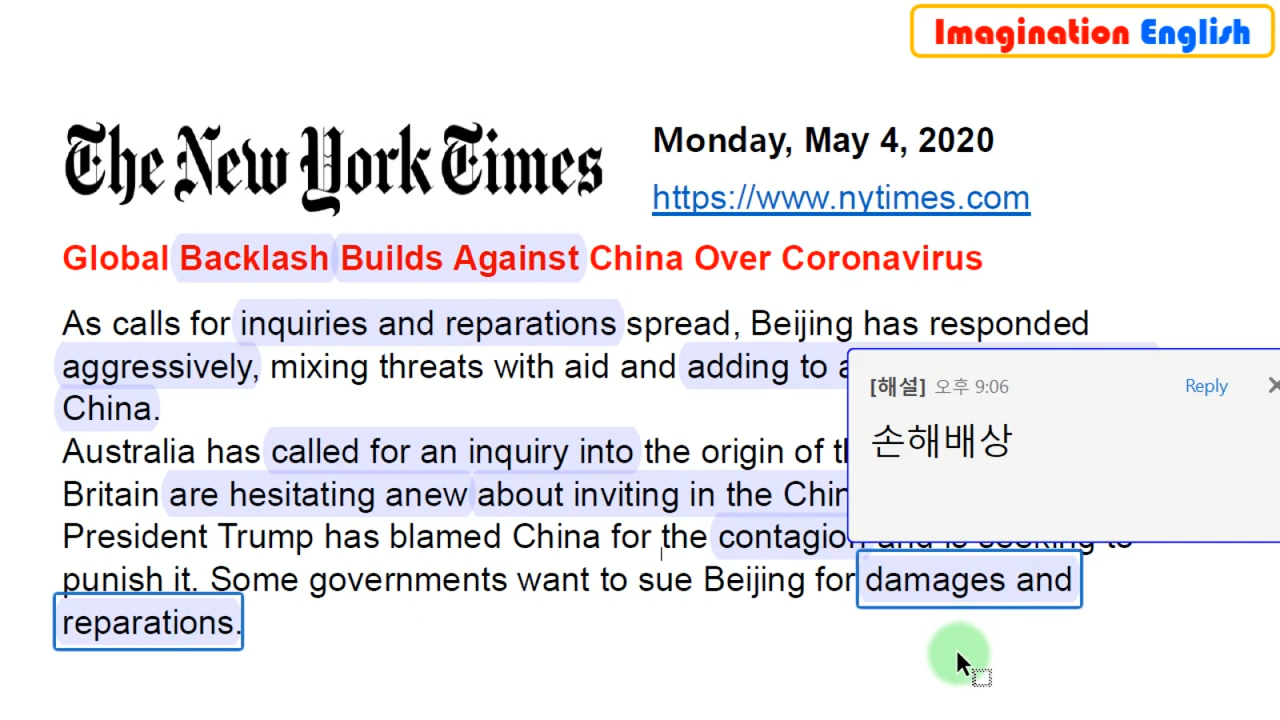 Imagination English
The New York Times
Monday, May 4, 2020
https://www.nytimes.com
Global Backlash Builds Against China Over Coronavirus
As calls for inquiries and reparations spread, Beijing has responded
aggressively, mixing threats with aid and adding to
China.
[해설] 오후 9:06 Reply
손해배상
Australia has called for an inquiry into the origin of
Britain are hesitating anew about inviting in the
President Trump has blamed China for the contagion and is seeking to
punish it. Some governments want to sue Beijing for damages and
reparations.